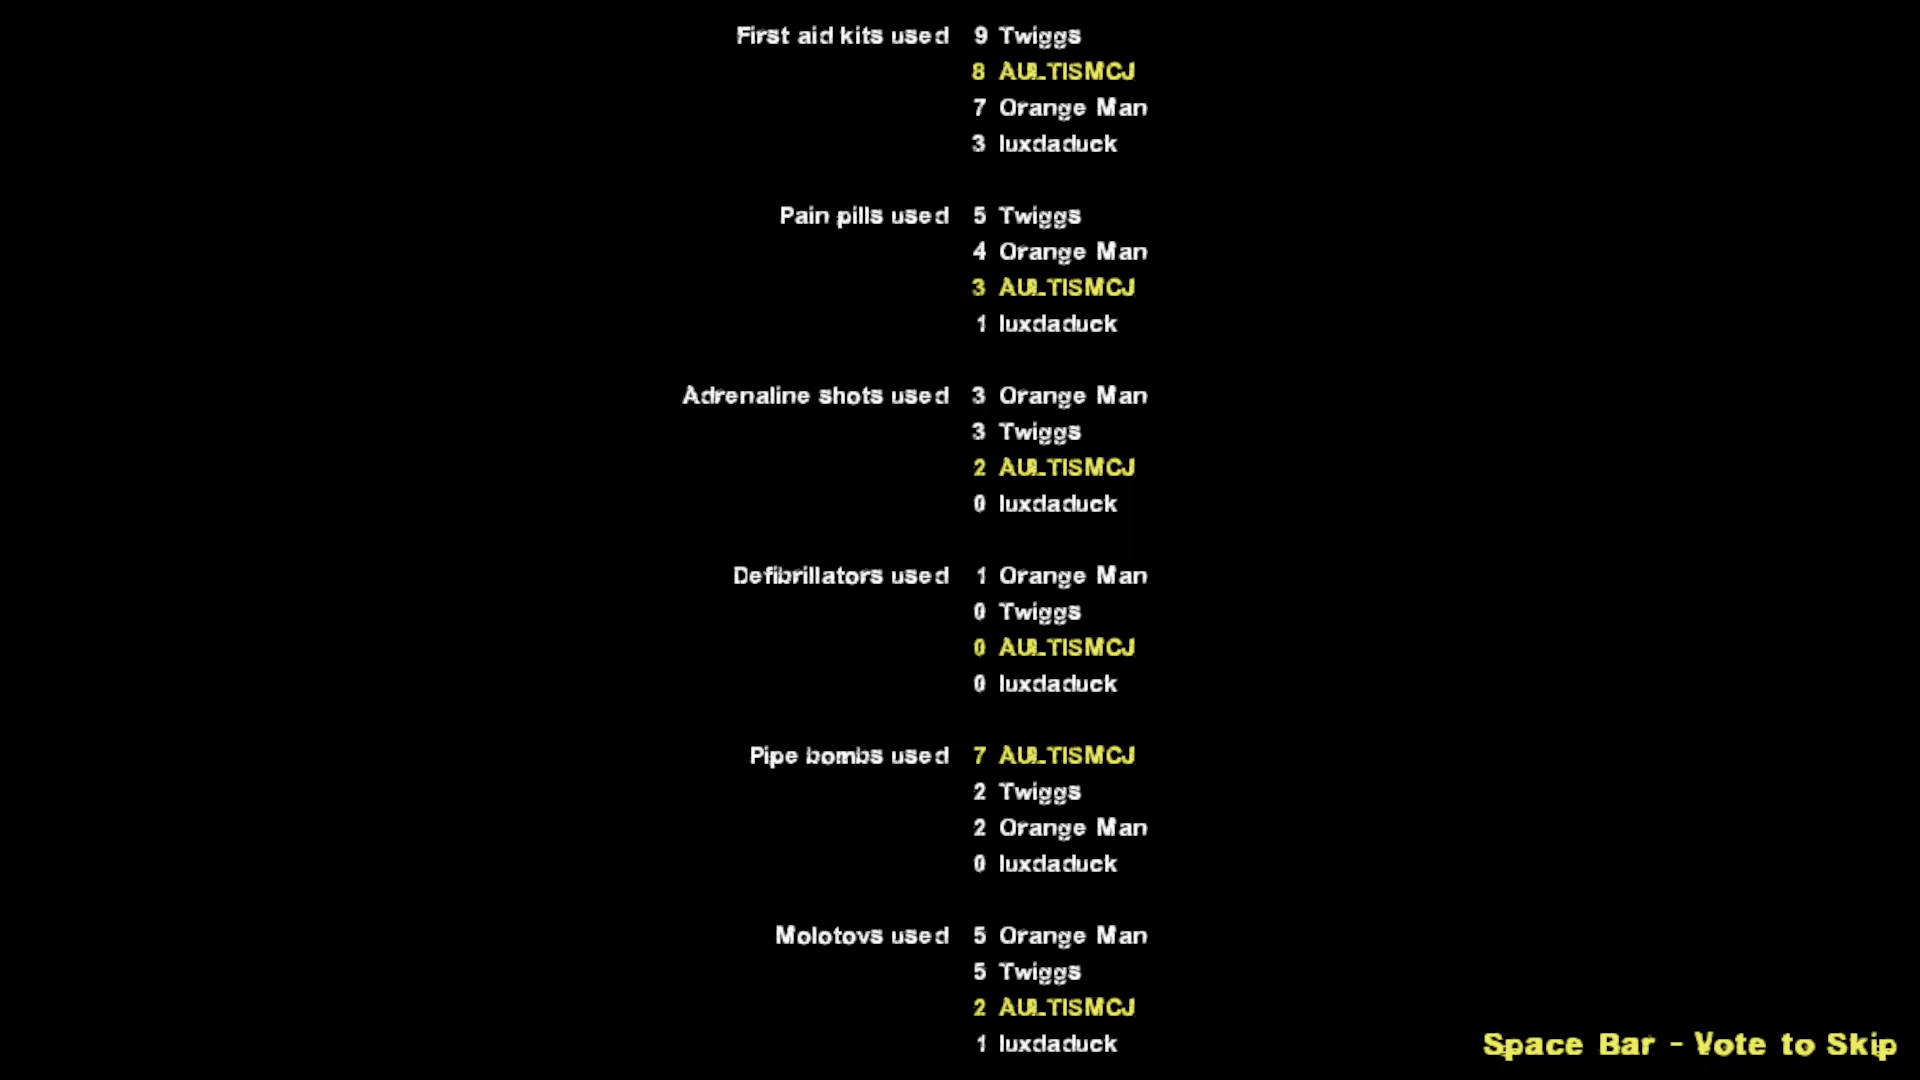 First aid kits used 9 Twiggs
8 AULTISMCJ
7 Orange Man
3 luxdaduck
Pain pills used 5 Twiggs
4 Orange Man
3 AULTISMCJ
1 luxdaduck
Adrenaline shots used 3 Orange Man
3 Twiggs
2 AULTISMCJ
0 luxdaduck
Defibrillators used 1 Orange Man
0 Twiggs
0 AULTISMCJ
0 luxdaduck
Pipe bombs used 7 AULTISMCJ
2 Twiggs
2 Orange Man
0 luxdaduck
Molotovs used 5 Orange Man
5 Twiggs
2 AULTISMCJ
1 luxdaduck
Space Bar - Vote to Skip